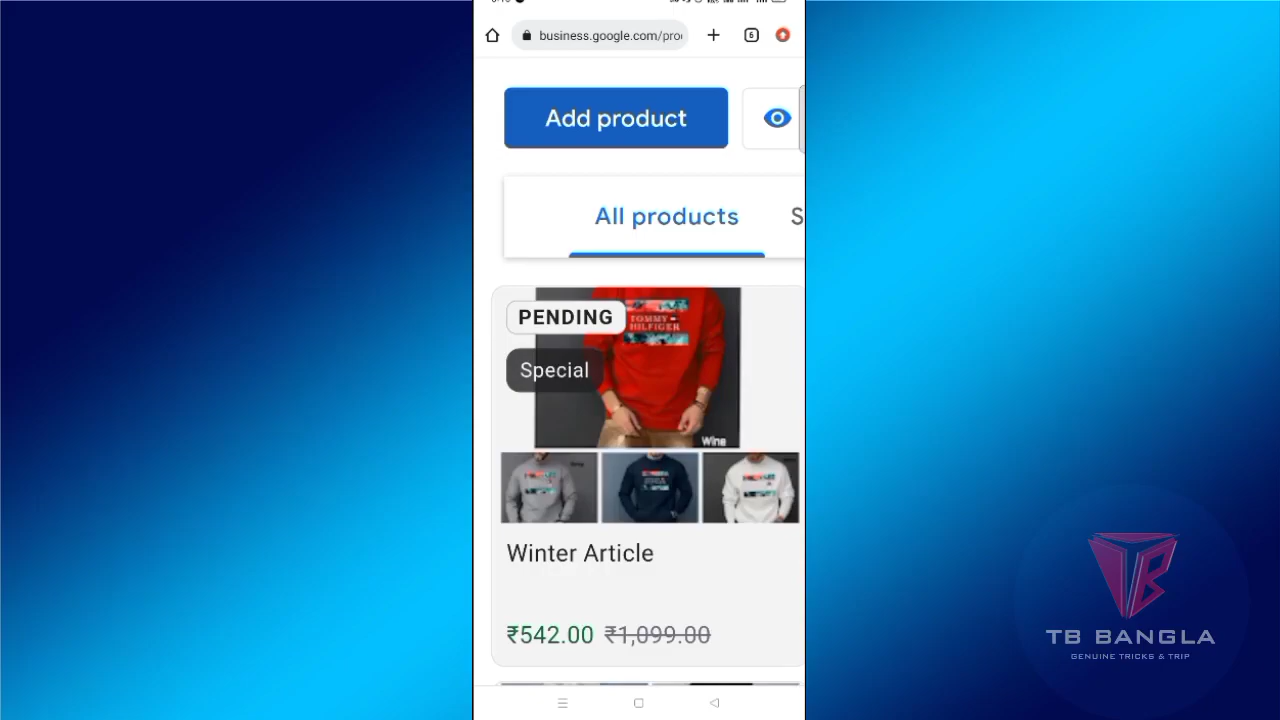 business.google.com/pro
6
Add product
All products
S
PENDING
Special
TOMMY
HILFIGER
Wine
Winter Article
₹542.00 ₹1,099.00
TB BANGLA
GENUINE TRICKS & TRIP